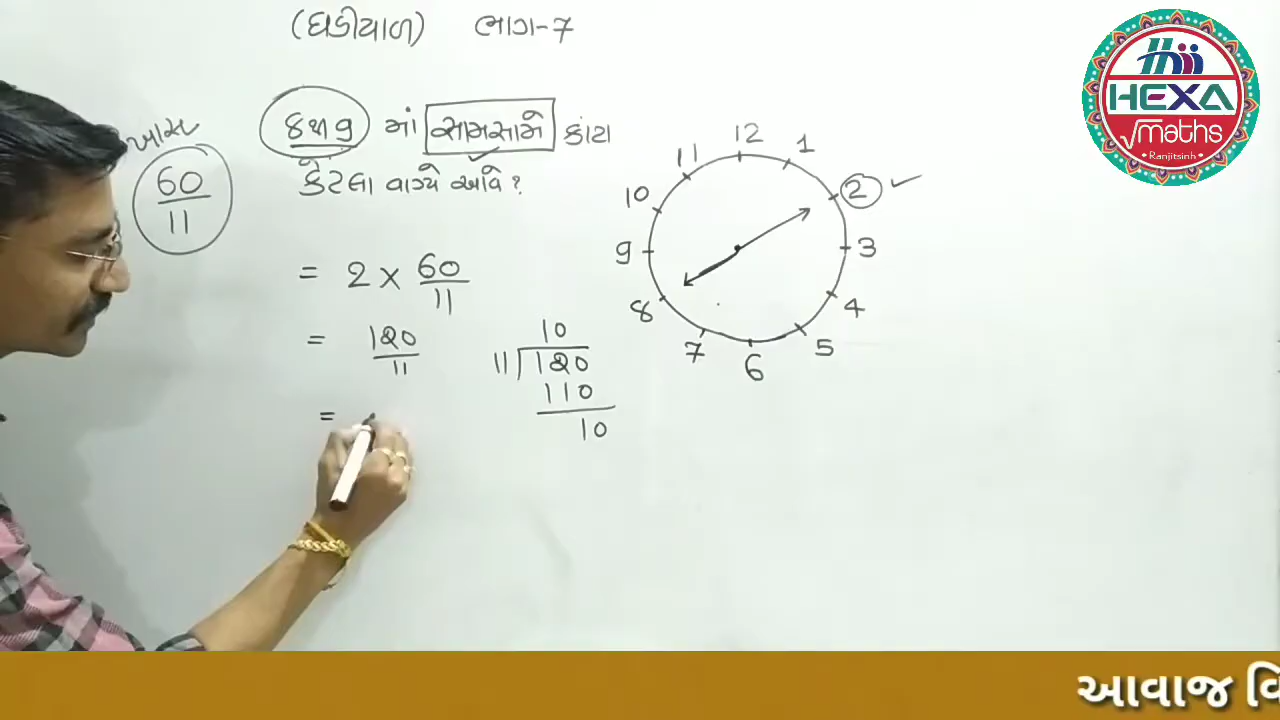 (ઘડીયાળ) ભાગ-7
ખાસ
60/11
8 થી 9 માં સામસામે કાંટા
કેટલા વાગ્યે આવે ?
= 2 × 60/11
= 120/11
=
10
11 120
110
10
12
1
2
3
4
5
6
7
8
9
10
11
HEXA
√maths
Ranjitsinh
આવાજ વિ